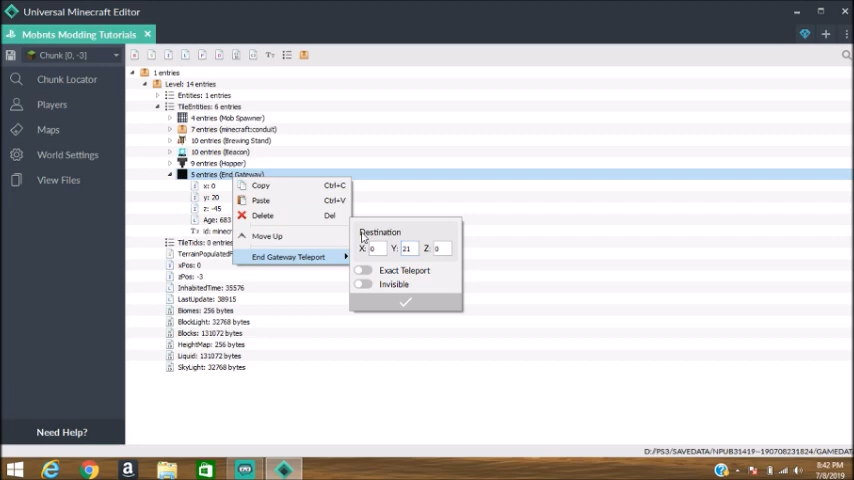 Universal Minecraft Editor
Mobnts Modding Tutorials
Chunk [0, -3]
Chunk Locator
Players
Maps
World Settings
View Files
Need Help?
1 entries
Level: 14 entries
Entities: 1 entries
TileEntities: 6 entries
4 entries (Mob Spawner)
7 entries (minecraft:conduit)
10 entries (Brewing Stand)
10 entries (Beacon)
9 entries (Hopper)
5 entries (End Gateway)
x: 0
y: 20
z: -45
Age: 683
id: minec
TileTicks: 0 entries
TerrainPopulatedF
xPos: 0
zPos: -3
InhabitedTime: 35576
LastUpdate: 38915
Biomes: 256 bytes
BlockLight: 32768 bytes
Blocks: 131072 bytes
HeightMap: 256 bytes
Liquid: 131072 bytes
SkyLight: 32768 bytes
Copy Ctrl+C
Paste Ctrl+V
Delete Del
Move Up
End Gateway Teleport
Destination
X: 0 Y: 21 Z: 0
Exact Teleport
Invisible
D:/PS3/SAVEDATA/NPUB31419--190708231824/GAMEDAT
8:42 PM
7/8/2019